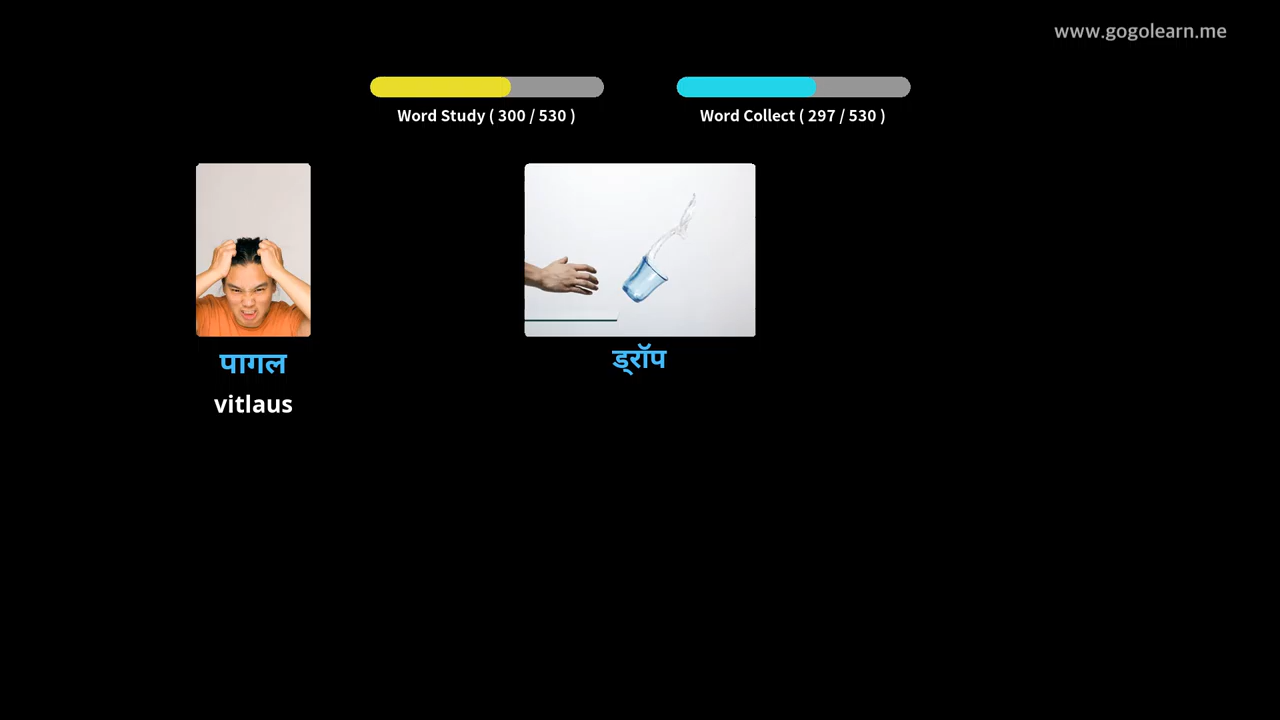 www.gogolearn.me
Word Study ( 300 / 530 )
Word Collect ( 297 / 530 )
पागल
vitlaus
ड्रॉप